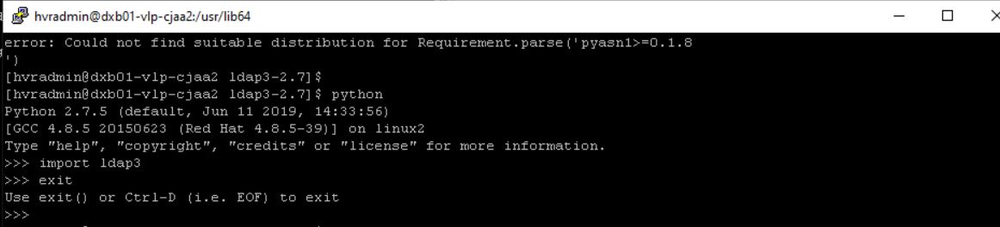 hvradmin@dxb01-vlp-cjaa2:/usr/lib64
error: Could not find suitable distribution for Requirement.parse('pyasn1>=0.1.8
')
[hvradmin@dxb01-vlp-cjaa2 ldap3-2.7]$
[hvradmin@dxb01-vlp-cjaa2 ldap3-2.7]$ python
Python 2.7.5 (default, Jun 11 2019, 14:33:56)
[GCC 4.8.5 20150623 (Red Hat 4.8.5-39)] on linux2
Type "help", "copyright", "credits" or "license" for more information.
>>> import ldap3
>>> exit
Use exit() or Ctrl-D (i.e. EOF) to exit
>>>